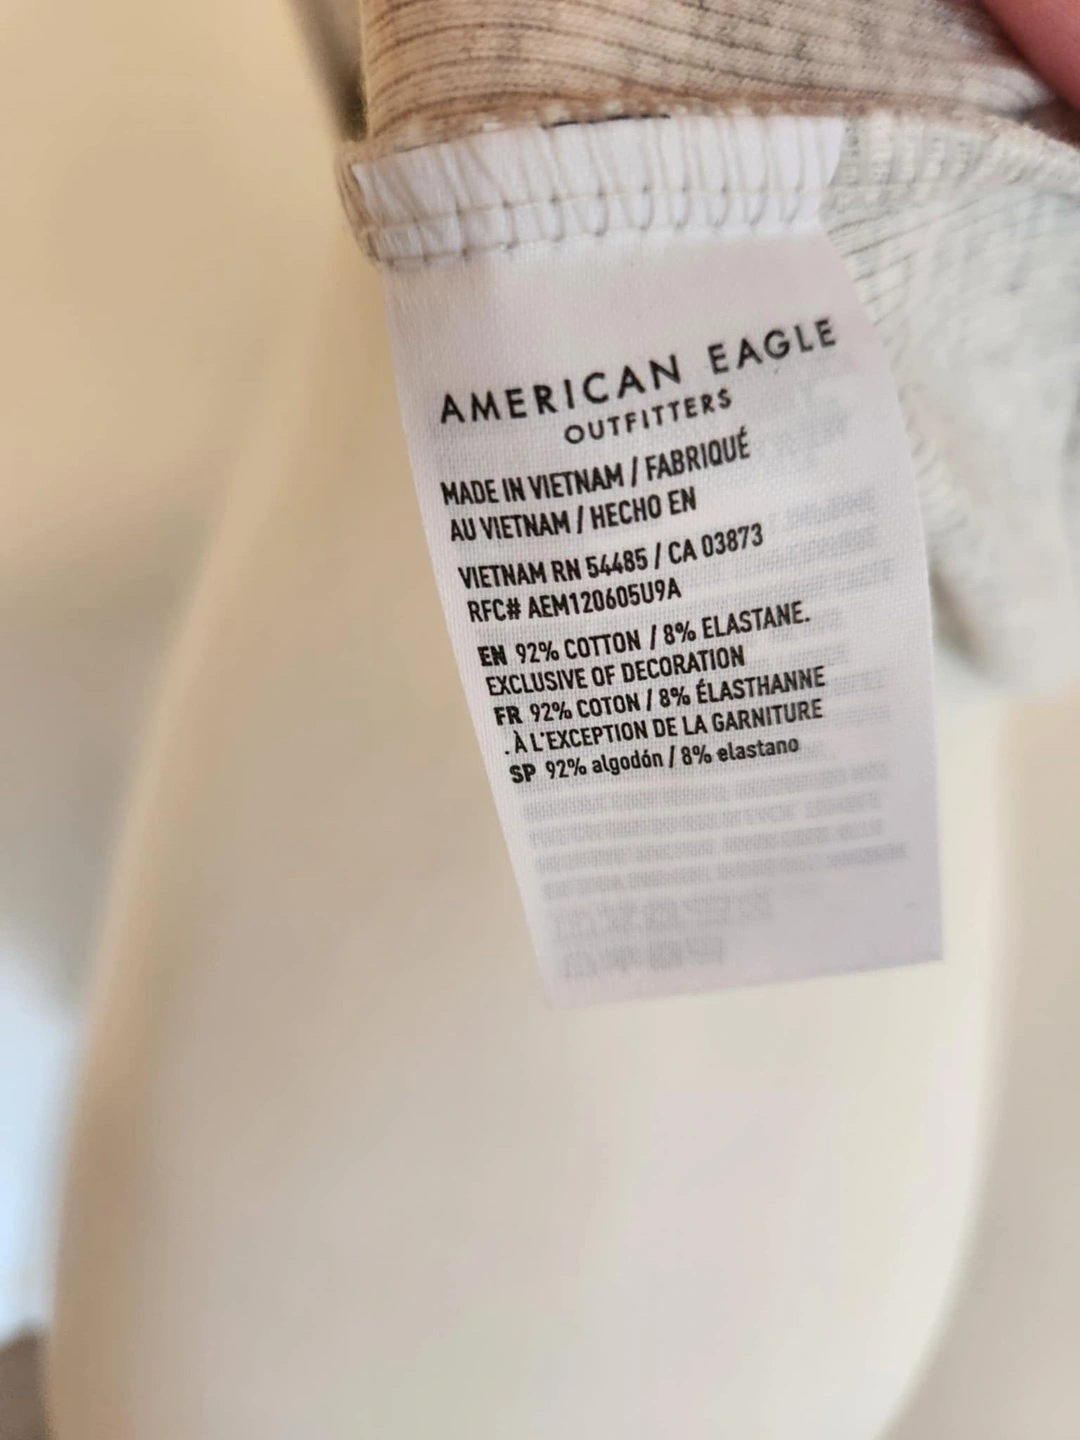 AMERICAN EAGLE
OUTFITTERS
MADE IN VIETNAM / FABRIQUÉ
AU VIETNAM / HECHO EN
VIETNAM RN 54485 / CA 03873
RFC# AEM120605U9A
EN 92% COTTON / 8% ELASTANE.
EXCLUSIVE OF DECORATION
FR 92% COTON / 8% ÉLASTHANNE
. À L'EXCEPTION DE LA GARNITURE
SP 92% algodón / 8% elastano